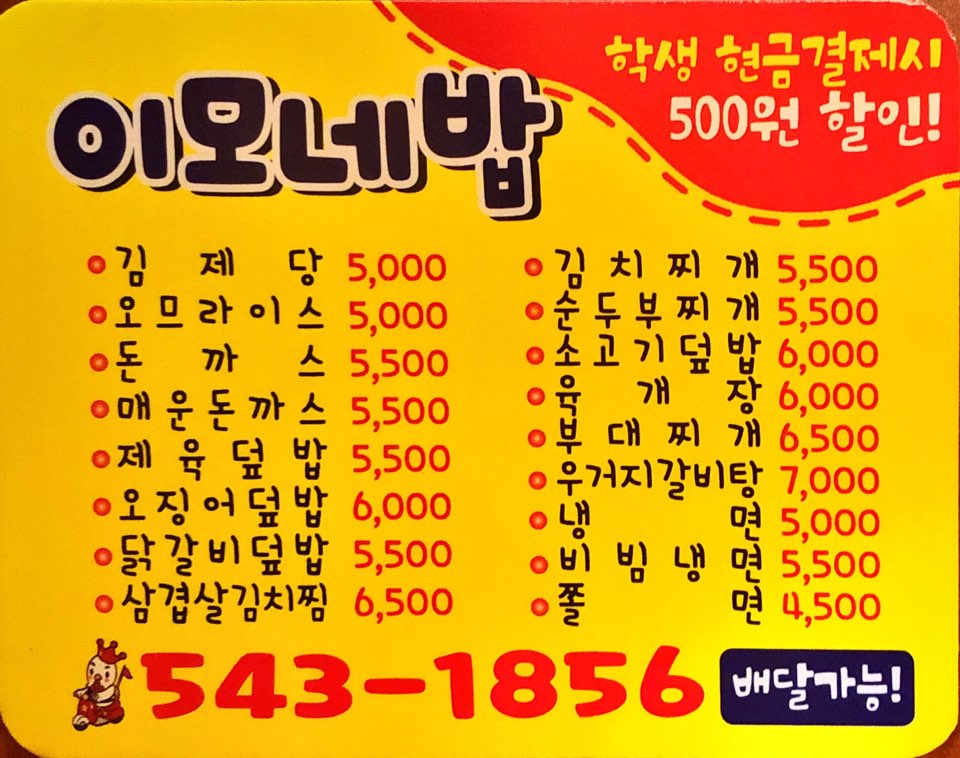 학생 현금결제시
500원 할인!
이모네밥
김제당 5,000
오므라이스 5,000
돈까스 5,500
매운돈까스 5,500
제육덮밥 5,500
오징어덮밥 6,000
닭갈비덮밥 5,500
삼겹살김치찜 6,500
김치찌개 5,500
순두부찌개 5,500
소고기덮밥 6,000
육개장 6,000
부대찌개 6,500
우거지갈비탕 7,000
냉면 5,000
비빔냉면 5,500
쫄면 4,500
543-1856 배달가능!